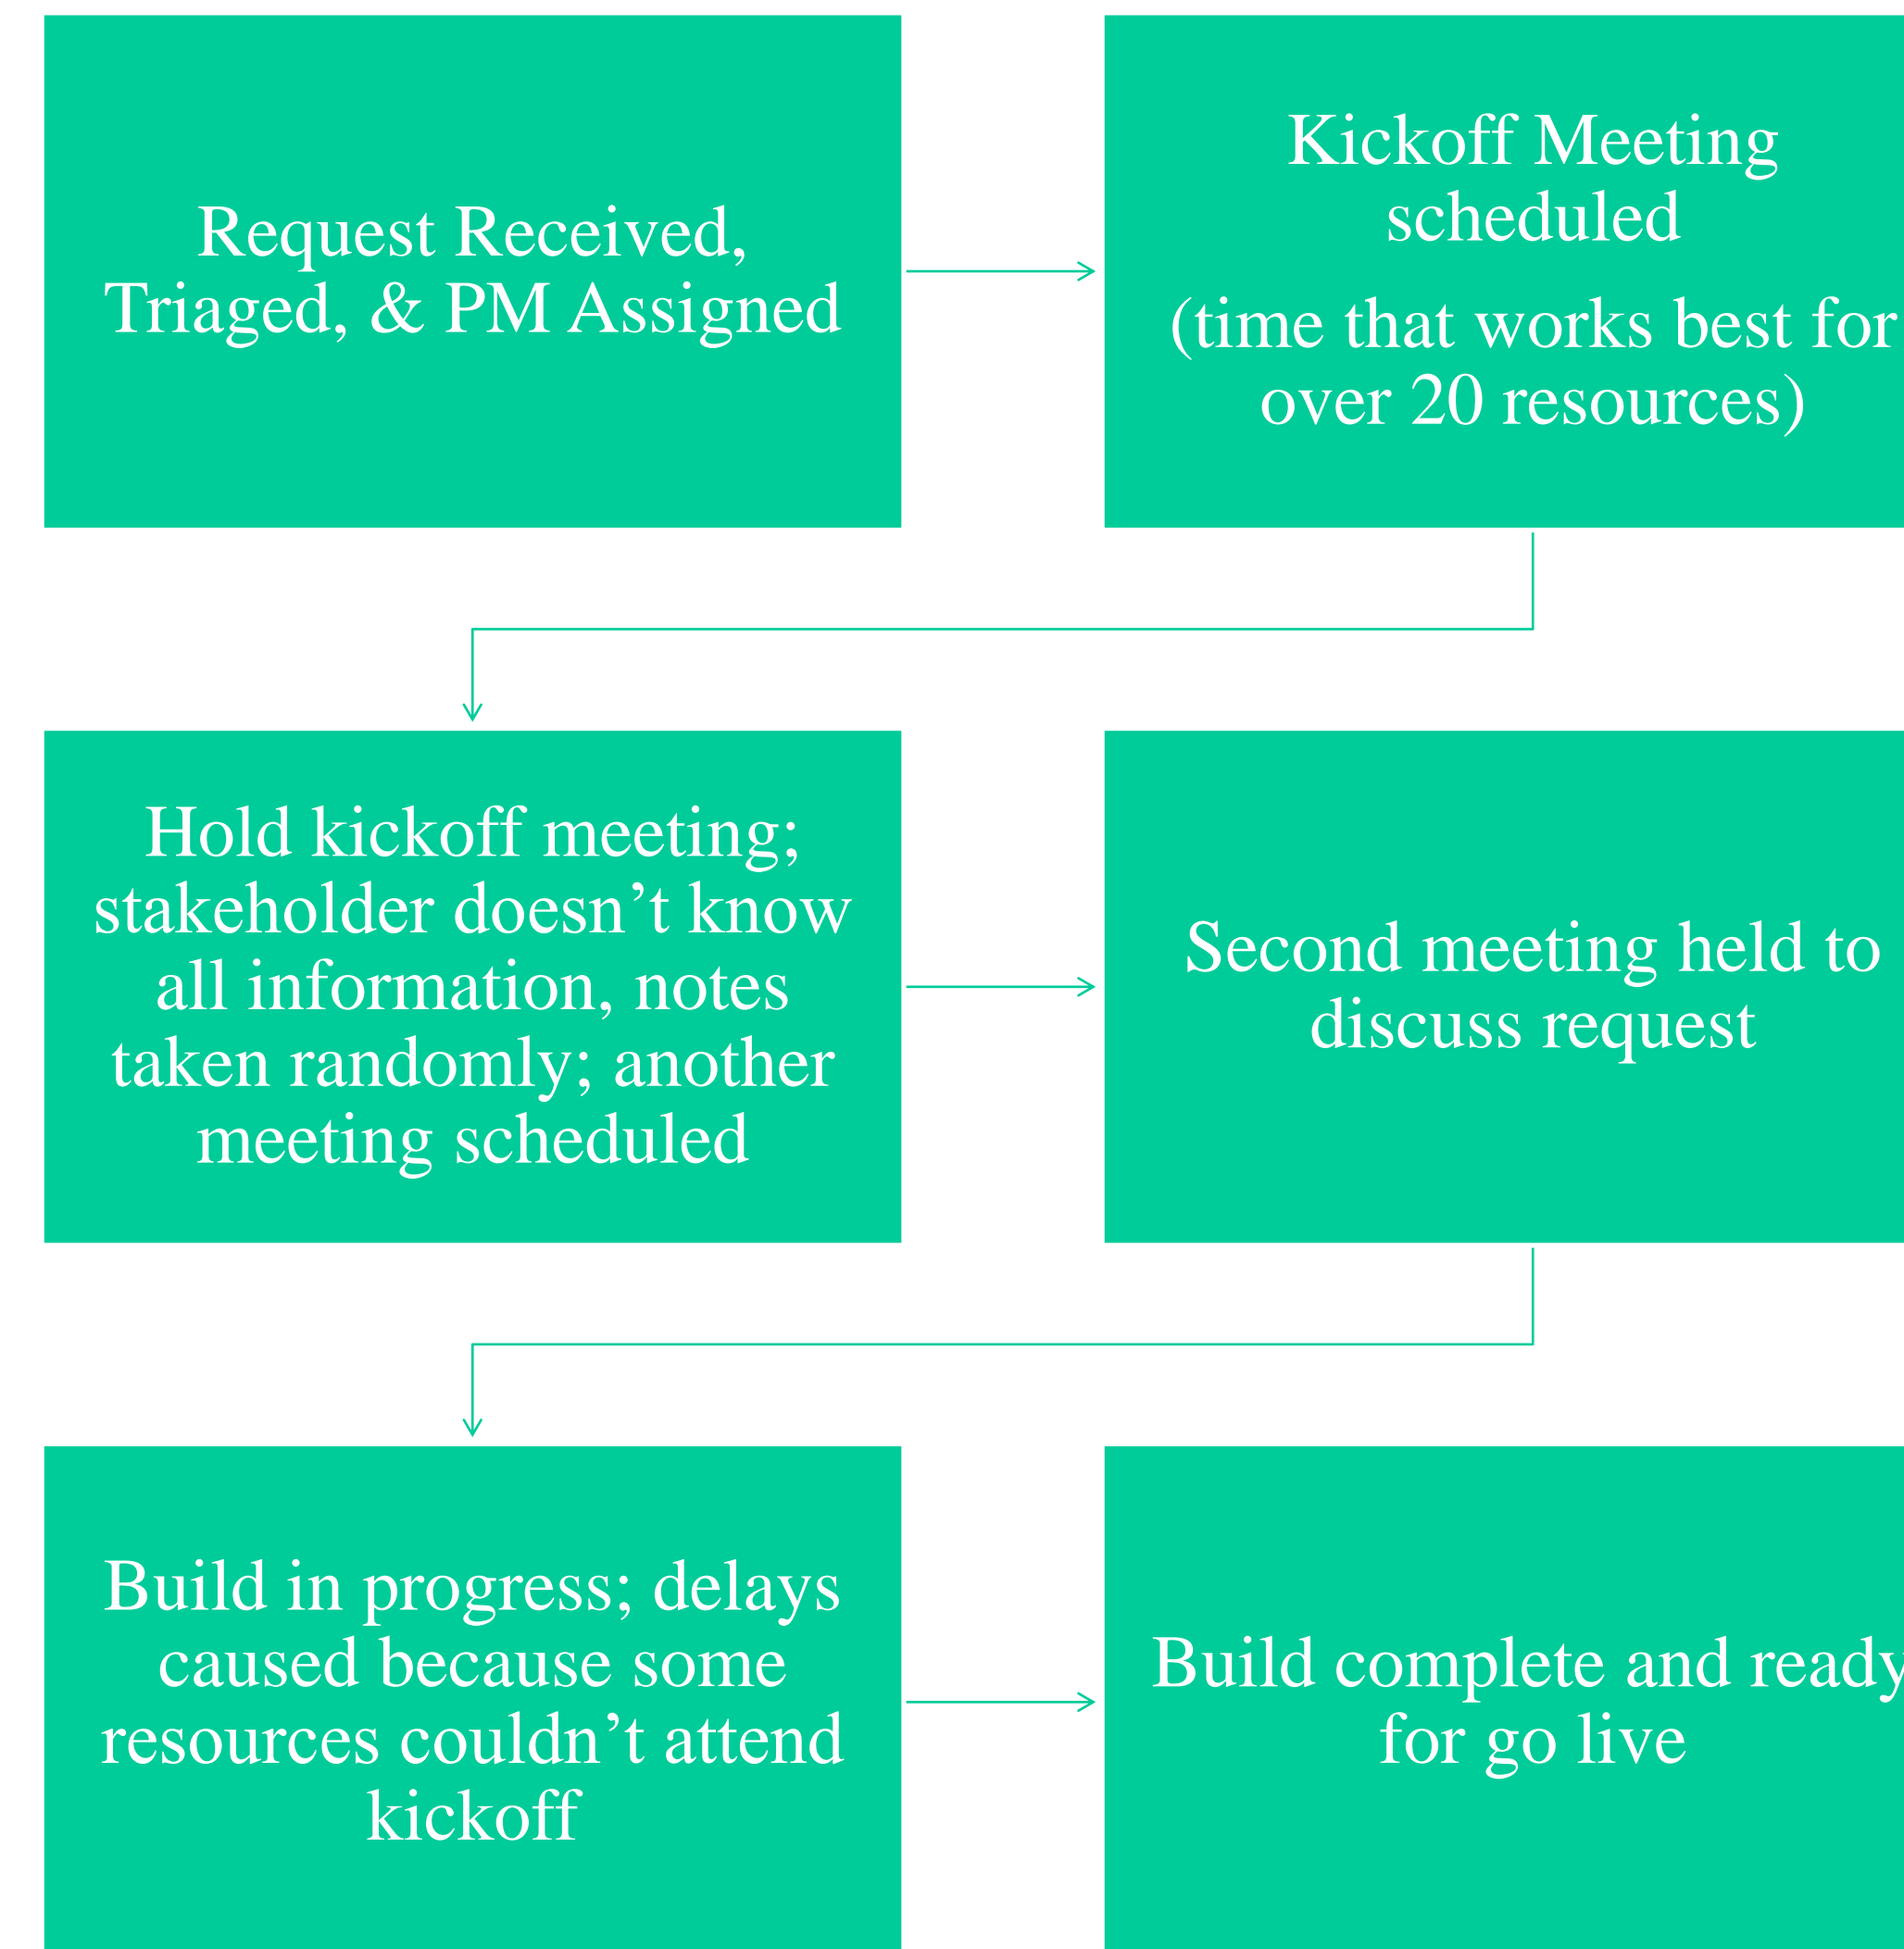 Request Received,
Triaged, & PM Assigned
Kickoff Meeting
scheduled
(time that works best for
over 20 resources)
Hold kickoff meeting;
stakeholder doesn’t know
all information, notes
taken randomly; another
meeting scheduled
Second meeting held to
discuss request
Build in progress; delays
caused because some
resources couldn’t attend
kickoff
Build complete and ready
for go live